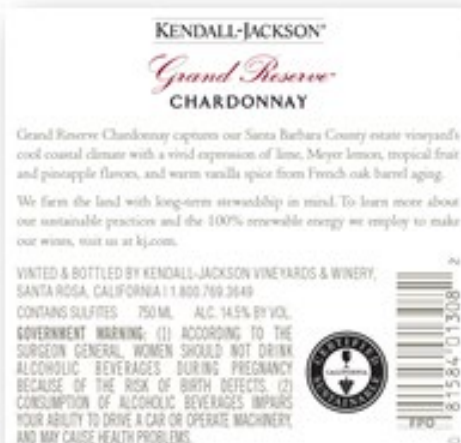 KENDALL-JACKSON®
Grand Reserve™
CHARDONNAY
Grand Reserve Chardonnay captures our Santa Barbara County estate vineyard's
cool coastal climate with a vivid expression of lime, Meyer lemon, tropical fruit
and pineapple flavors, and warm vanilla spice from French oak barrel aging.
We farm the land with long-term stewardship in mind. To learn more about
our sustainable practices and the 100% renewable energy we employ to make
our wines, visit us at kj.com.
VINTED & BOTTLED BY KENDALL-JACKSON VINEYARDS & WINERY,
SANTA ROSA, CALIFORNIA | 1.800.769.3649
CONTAINS SULFITES 750 ML ALC. 14.5% BY VOL.
GOVERNMENT WARNING: (1) ACCORDING TO THE
SURGEON GENERAL, WOMEN SHOULD NOT DRINK
ALCOHOLIC BEVERAGES DURING PREGNANCY
BECAUSE OF THE RISK OF BIRTH DEFECTS. (2)
CONSUMPTION OF ALCOHOLIC BEVERAGES IMPAIRS
YOUR ABILITY TO DRIVE A CAR OR OPERATE MACHINERY,
AND MAY CAUSE HEALTH PROBLEMS.
CERTIFIED
CALIFORNIA
SUSTAINABLE
81584 01308 2
FPO